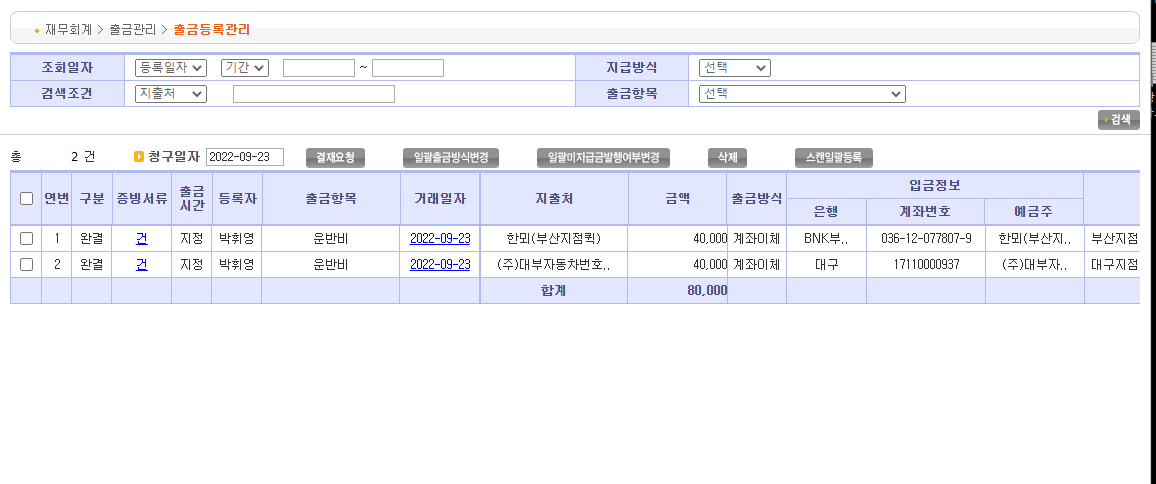 재무회계 > 출금관리 > 출금등록관리
조회일자 등록일자 기간 ~ 지급방식 선택
검색조건 지출처 출금항목 선택
검색
총 2 건 청구일자 2022-09-23 결재요청 일괄출금방식변경 일괄미지급금발행여부변경 삭제 스캔일괄등록
연번 구분 증빙서류 출금시간 등록자 출금항목 거래일자 지출처 금액 출금방식 입금정보
은행 계좌번호 예금주
1 완결 건 지정 박휘영 운반비 2022-09-23 한뫼(부산지점퀵) 40,000 계좌이체 BNK부.. 036-12-077807-9 한뫼(부산지.. 부산지점
2 완결 건 지정 박휘영 운반비 2022-09-23 (주)대부자동차번호.. 40,000 계좌이체 대구 17110000937 (주)대부자.. 대구지점
합계 80,000